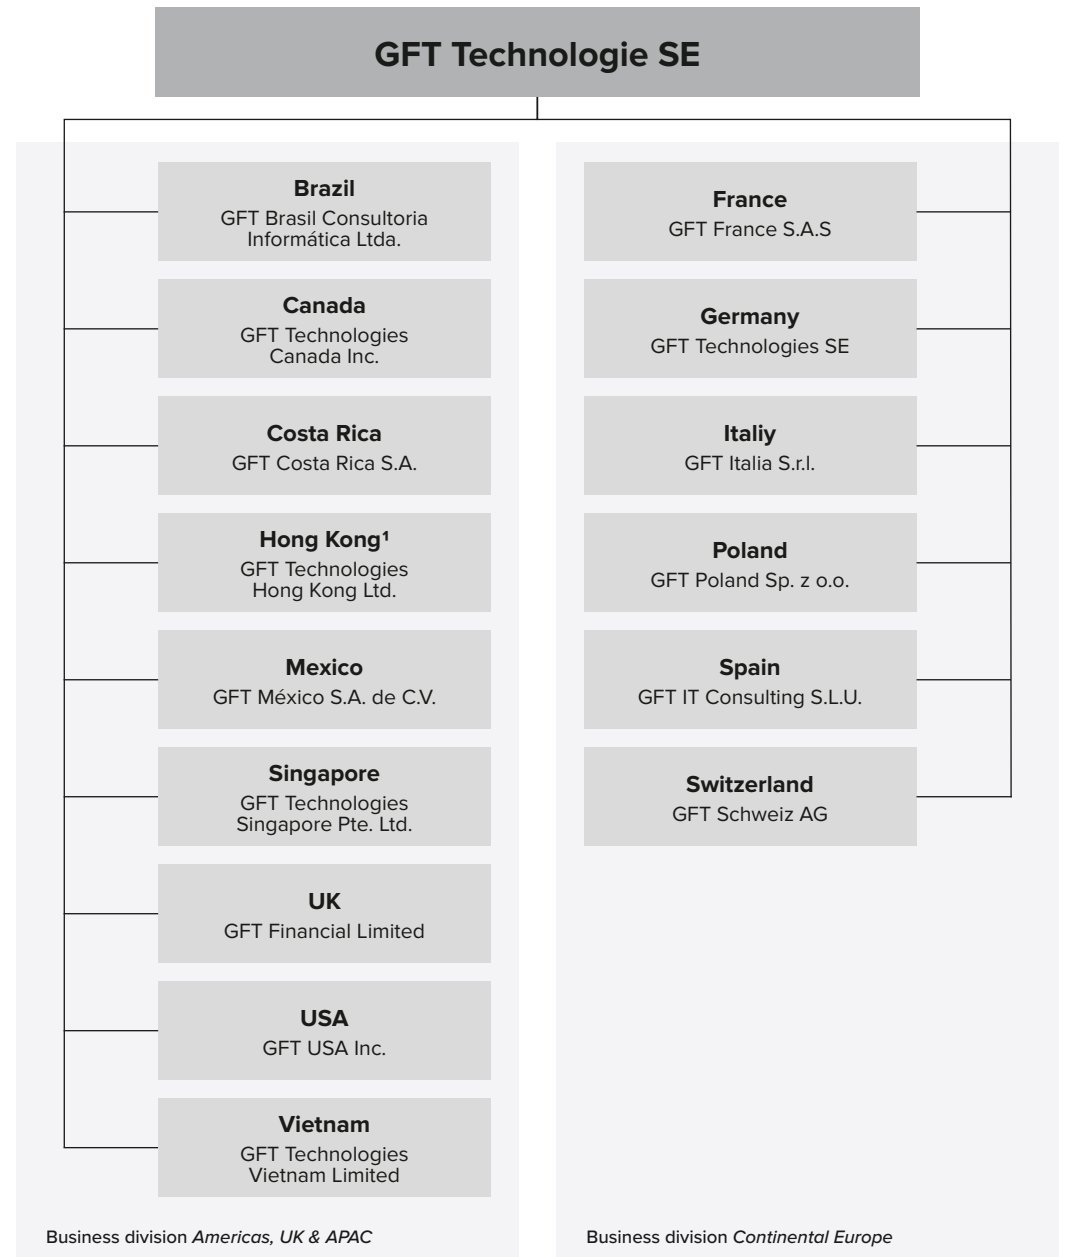 GFT Technologie SE
Brazil
GFT Brasil Consultoria
Informática Ltda.
Canada
GFT Technologies
Canada Inc.
Costa Rica
GFT Costa Rica S.A.
Hong Kong¹
GFT Technologies
Hong Kong Ltd.
Mexico
GFT México S.A. de C.V.
Singapore
GFT Technologies
Singapore Pte. Ltd.
UK
GFT Financial Limited
USA
GFT USA Inc.
Vietnam
GFT Technologies
Vietnam Limited
Business division Americas, UK & APAC
France
GFT France S.A.S
Germany
GFT Technologies SE
Italiy
GFT Italia S.r.l.
Poland
GFT Poland Sp. z o.o.
Spain
GFT IT Consulting S.L.U.
Switzerland
GFT Schweiz AG
Business division Continental Europe